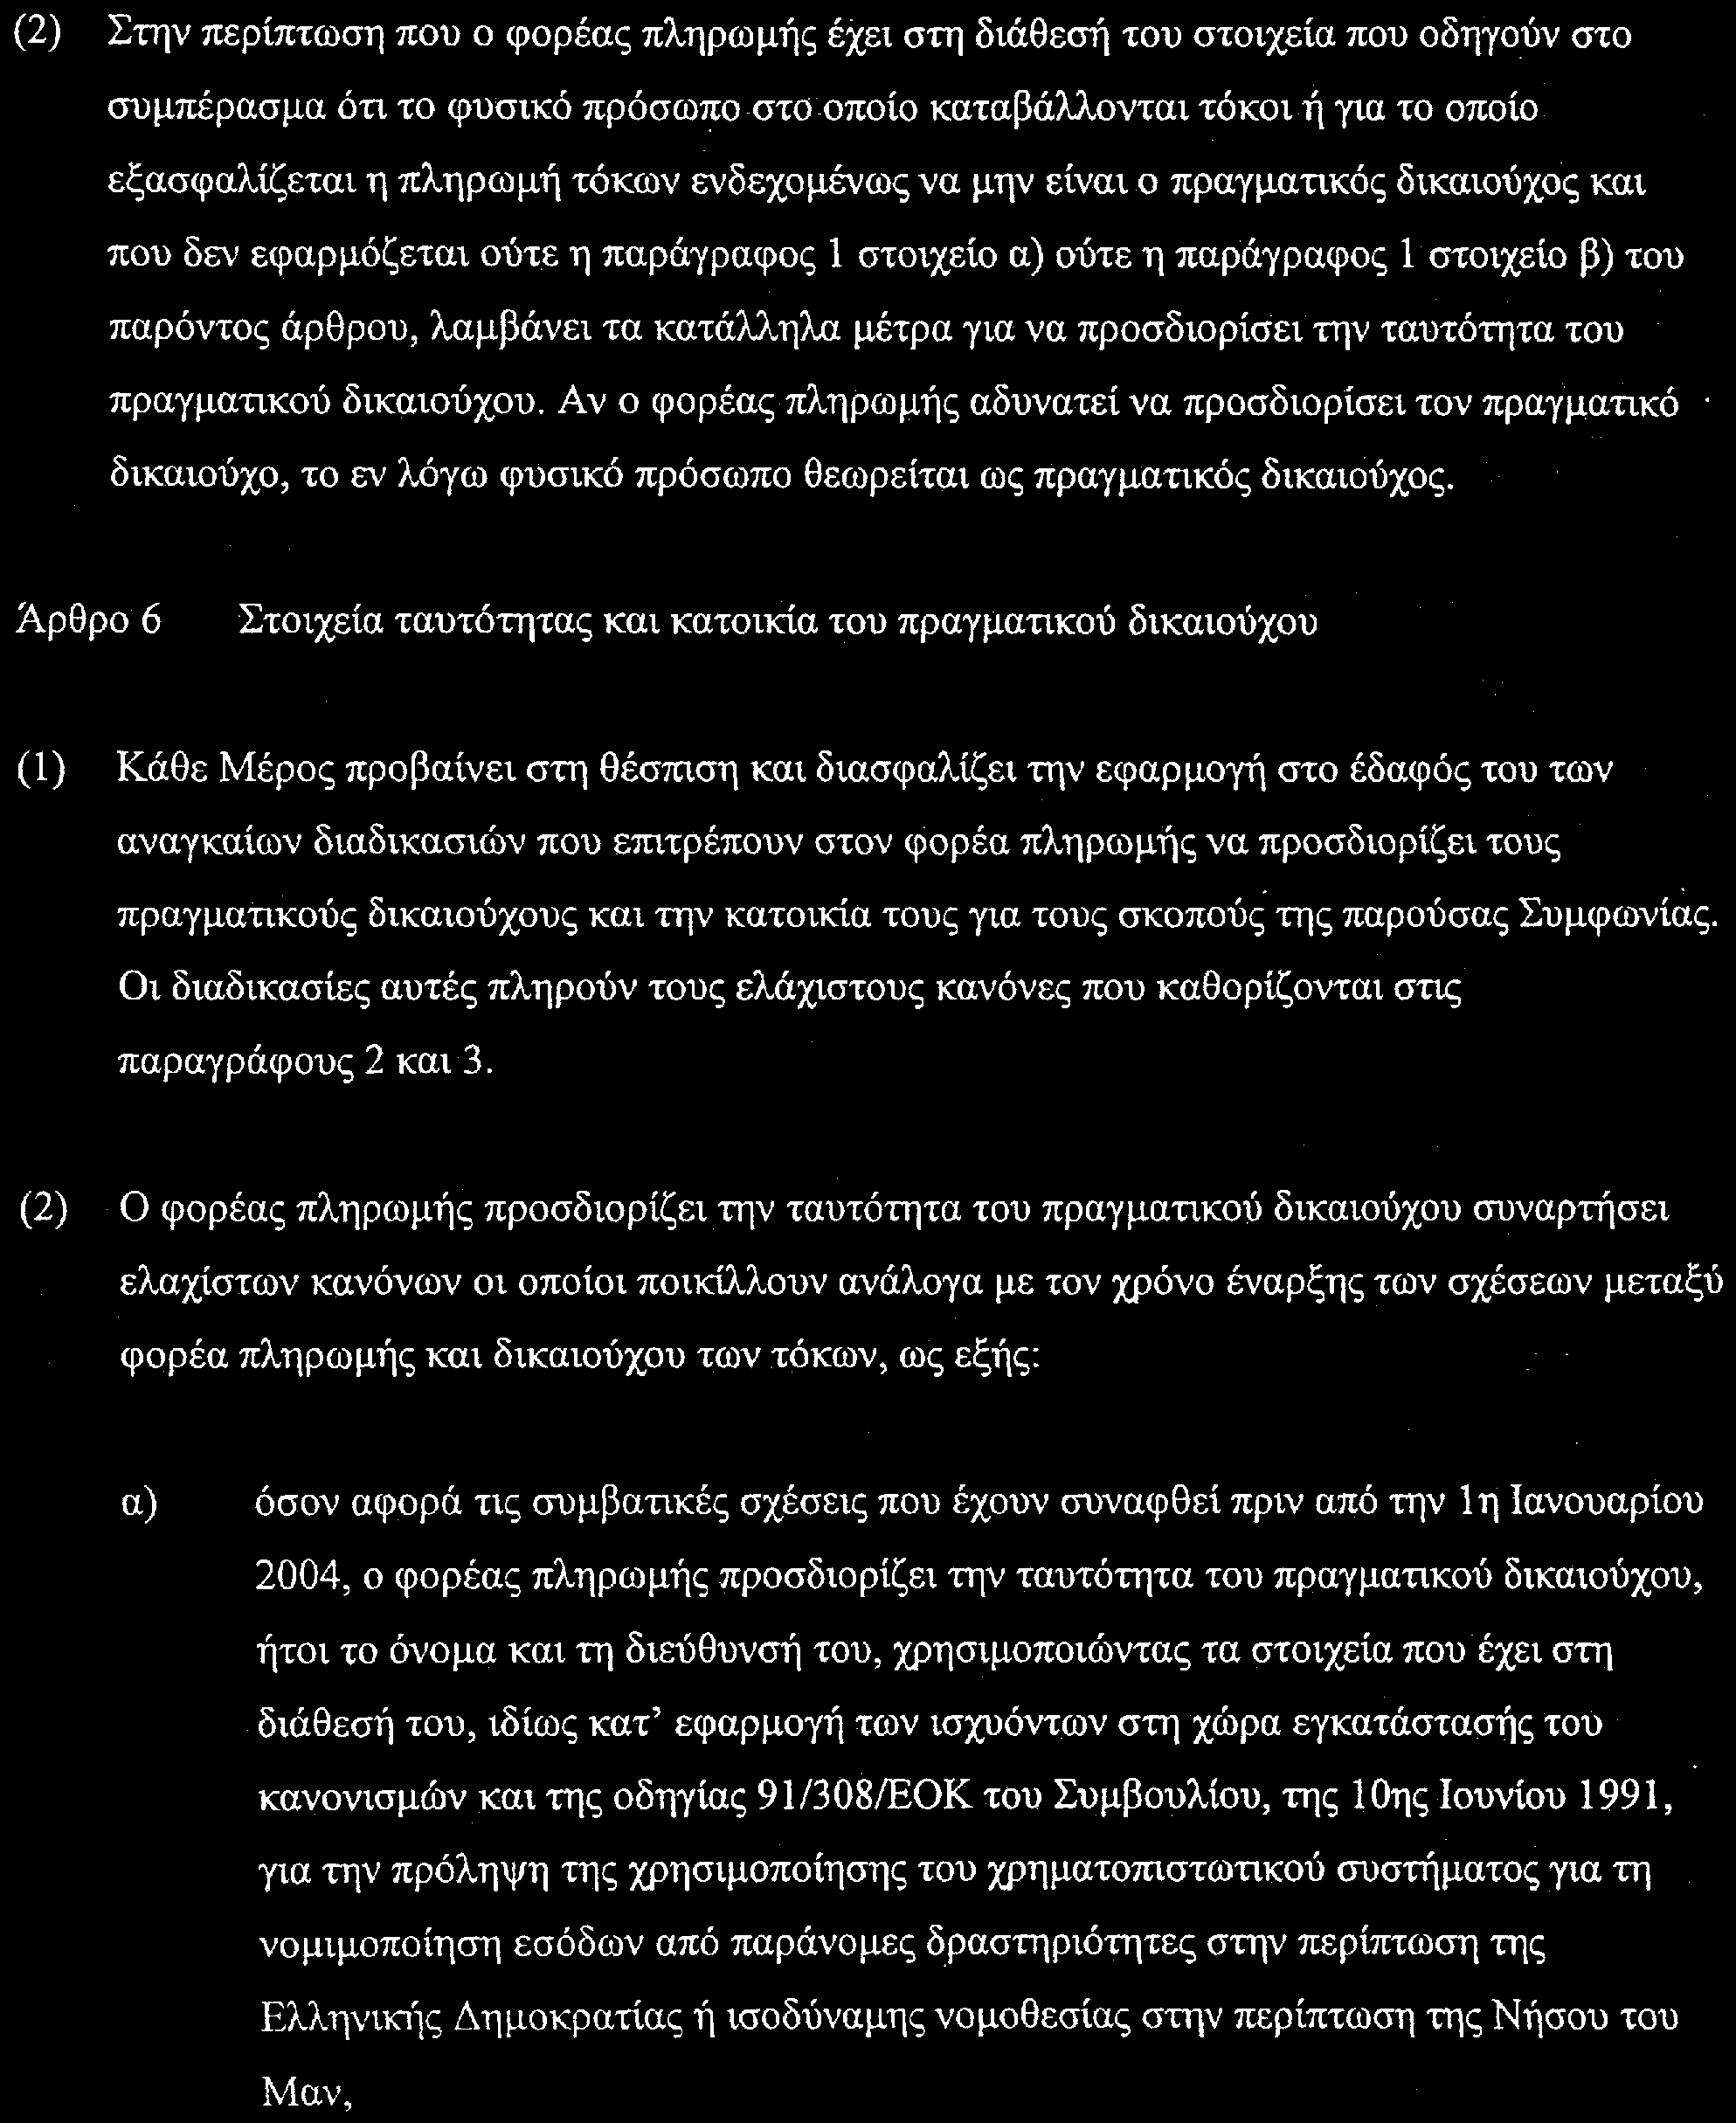 (2) Στην περίπτωση που ο φορέας πληρωμής έχει στη διάθεσή του στοιχεία που οδηγούν στο
συμπέρασμα ότι το φυσικό πρόσωπο στο οποίο καταβάλλονται τόκοι ή για το οποίο
εξασφαλίζεται η πληρωμή τόκων ενδεχομένως να μην είναι ο πραγματικός δικαιούχος και
που δεν εφαρμόζεται ούτε η παράγραφος 1 στοιχείο α) ούτε η παράγραφος 1 στοιχείο β) του
παρόντος άρθρου, λαμβάνει τα κατάλληλα μέτρα για να προσδιορίσει την ταυτότητα του
πραγματικού δικαιούχου. Αν ο φορέας πληρωμής αδυνατεί να προσδιορίσει τον πραγματικό
δικαιούχο, το εν λόγω φυσικό πρόσωπο θεωρείται ως πραγματικός δικαιούχος.
Άρθρο 6 Στοιχεία ταυτότητας και κατοικία του πραγματικού δικαιούχου
(1) Κάθε Μέρος προβαίνει στη θέσπιση και διασφαλίζει την εφαρμογή στο έδαφός του των
αναγκαίων διαδικασιών που επιτρέπουν στον φορέα πληρωμής να προσδιορίζει τους
πραγματικούς δικαιούχους και την κατοικία τους για τους σκοπούς της παρούσας Συμφωνίας.
Οι διαδικασίες αυτές πληρούν τους ελάχιστους κανόνες που καθορίζονται στις
παραγράφους 2 και 3.
(2) Ο φορέας πληρωμής προσδιορίζει την ταυτότητα του πραγματικού δικαιούχου συναρτήσει
ελαχίστων κανόνων οι οποίοι ποικίλλουν ανάλογα με τον χρόνο έναρξης των σχέσεων μεταξύ
φορέα πληρωμής και δικαιούχου των τόκων, ως εξής:
α) όσον αφορά τις συμβατικές σχέσεις που έχουν συναφθεί πριν από την 1η Ιανουαρίου
2004, ο φορέας πληρωμής προσδιορίζει την ταυτότητα του πραγματικού δικαιούχου,
ήτοι το όνομα και τη διεύθυνσή του, χρησιμοποιώντας τα στοιχεία που έχει στη
διάθεσή του, ιδίως κατ’ εφαρμογή των ισχυόντων στη χώρα εγκατάστασής του
κανονισμών και της οδηγίας 91/308/ΕΟΚ του Συμβουλίου, της 10ης Ιουνίου 1991,
για την πρόληψη της χρησιμοποίησης του χρηματοπιστωτικού συστήματος για τη
νομιμοποίηση εσόδων από παράνομες δραστηριότητες στην περίπτωση της
Ελληνικής Δημοκρατίας ή ισοδύναμης νομοθεσίας στην περίπτωση της Νήσου του
Μαν,